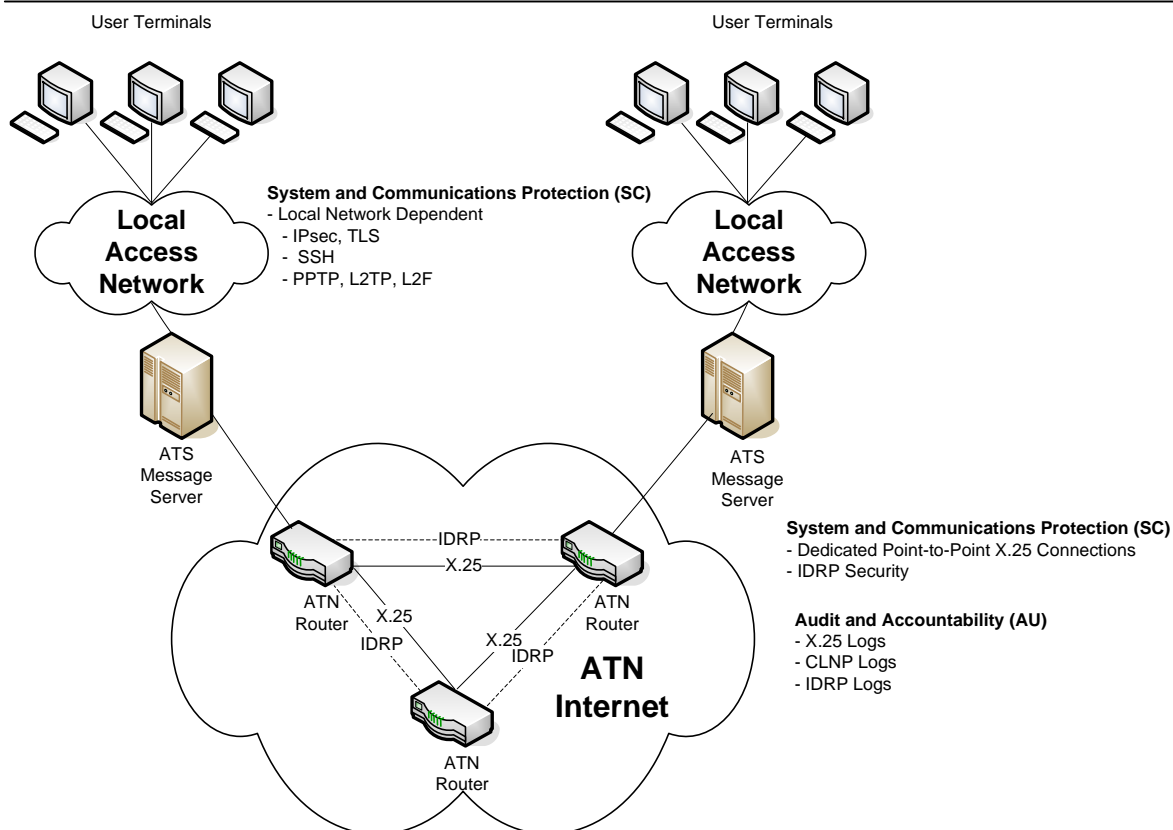 User Terminals
User Terminals
System and Communications Protection (SC)
- Local Network Dependent
- IPsec, TLS
- SSH
- PPTP, L2TP, L2F
Local
Access
Network
Local
Access
Network
ATS
Message
Server
ATS
Message
Server
System and Communications Protection (SC)
- Dedicated Point-to-Point X.25 Connections
- IDRP Security
Audit and Accountability (AU)
- X.25 Logs
- CLNP Logs
- IDRP Logs
IDRP
X.25
ATN
Router
ATN
Router
X.25
IDRP
X.25
IDRP
ATN
Internet
ATN
Router